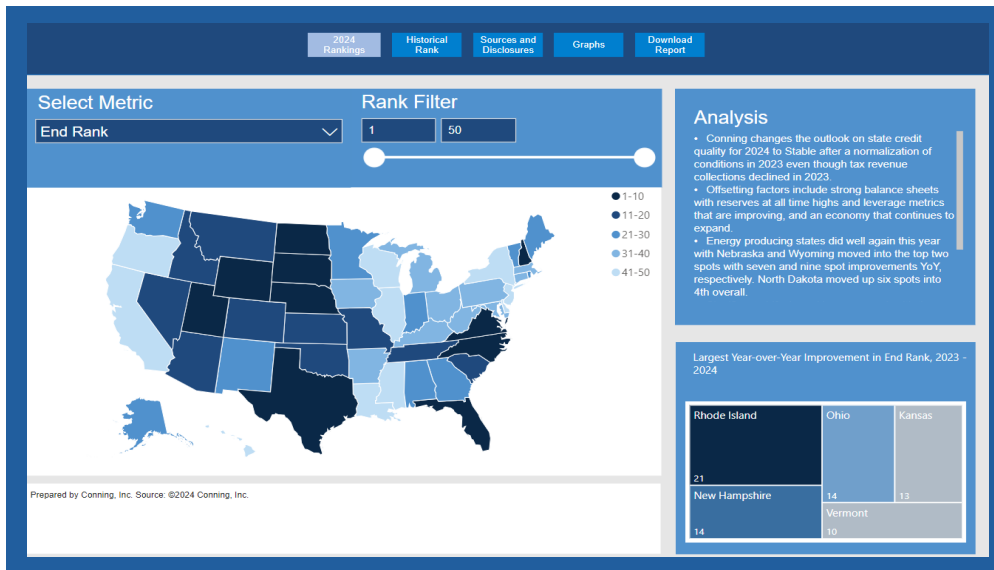 2024
Rankings
Historical
Rank
Sources and
Disclosures
Graphs
Download
Report
Select Metric
End Rank
Rank Filter
1
50
1-10
11-20
21-30
31-40
41-50
Prepared by Conning, Inc. Source: ©2024 Conning, Inc.
Analysis
• Conning changes the outlook on state credit
quality for 2024 to Stable after a normalization of
conditions in 2023 even though tax revenue
collections declined in 2023.
• Offsetting factors include strong balance sheets
with reserves at all time highs and leverage metrics
that are improving, and an economy that continues to
expand.
• Energy producing states did well again this year
with Nebraska and Wyoming moved into the top two
spots with seven and nine spot improvements YoY,
respectively. North Dakota moved up six spots into
4th overall.
Largest Year-over-Year Improvement in End Rank, 2023 -
2024
Rhode Island
21
New Hampshire
14
Ohio
14
Kansas
13
Vermont
10